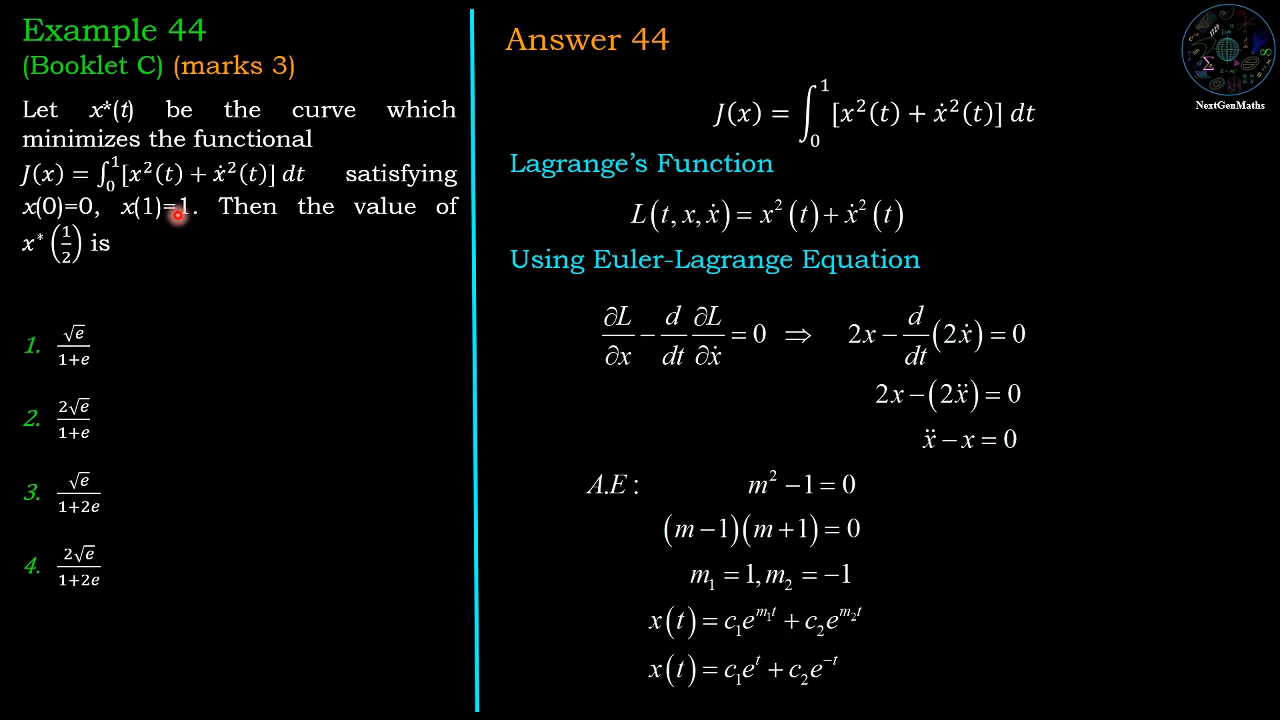 Example 44
(Booklet C) (marks 3)
Let x*(t) be the curve which
minimizes the functional
J(x) = ∫₀¹[x²(t) + ẋ²(t)] dt satisfying
x(0)=0, x(1)=1. Then the value of
x* (1/2) is
1. √e/(1+e)
2. 2√e/(1+e)
3. √e/(1+2e)
4. 2√e/(1+2e)
Answer 44
J(x) = ∫₀¹ [x²(t) + ẋ²(t)] dt
Lagrange's Function
L(t, x, ẋ) = x²(t) + ẋ²(t)
Using Euler-Lagrange Equation
∂L/∂x − d/dt ∂L/∂ẋ = 0 ⇒ 2x − d/dt (2ẋ) = 0
2x − (2ẍ) = 0
ẍ − x = 0
A.E : m² − 1 = 0
(m − 1)(m + 1) = 0
m₁ = 1, m₂ = −1
x(t) = c₁e^(m₁t) + c₂e^(m₂t)
x(t) = c₁e^t + c₂e^(−t)
NextGenMaths